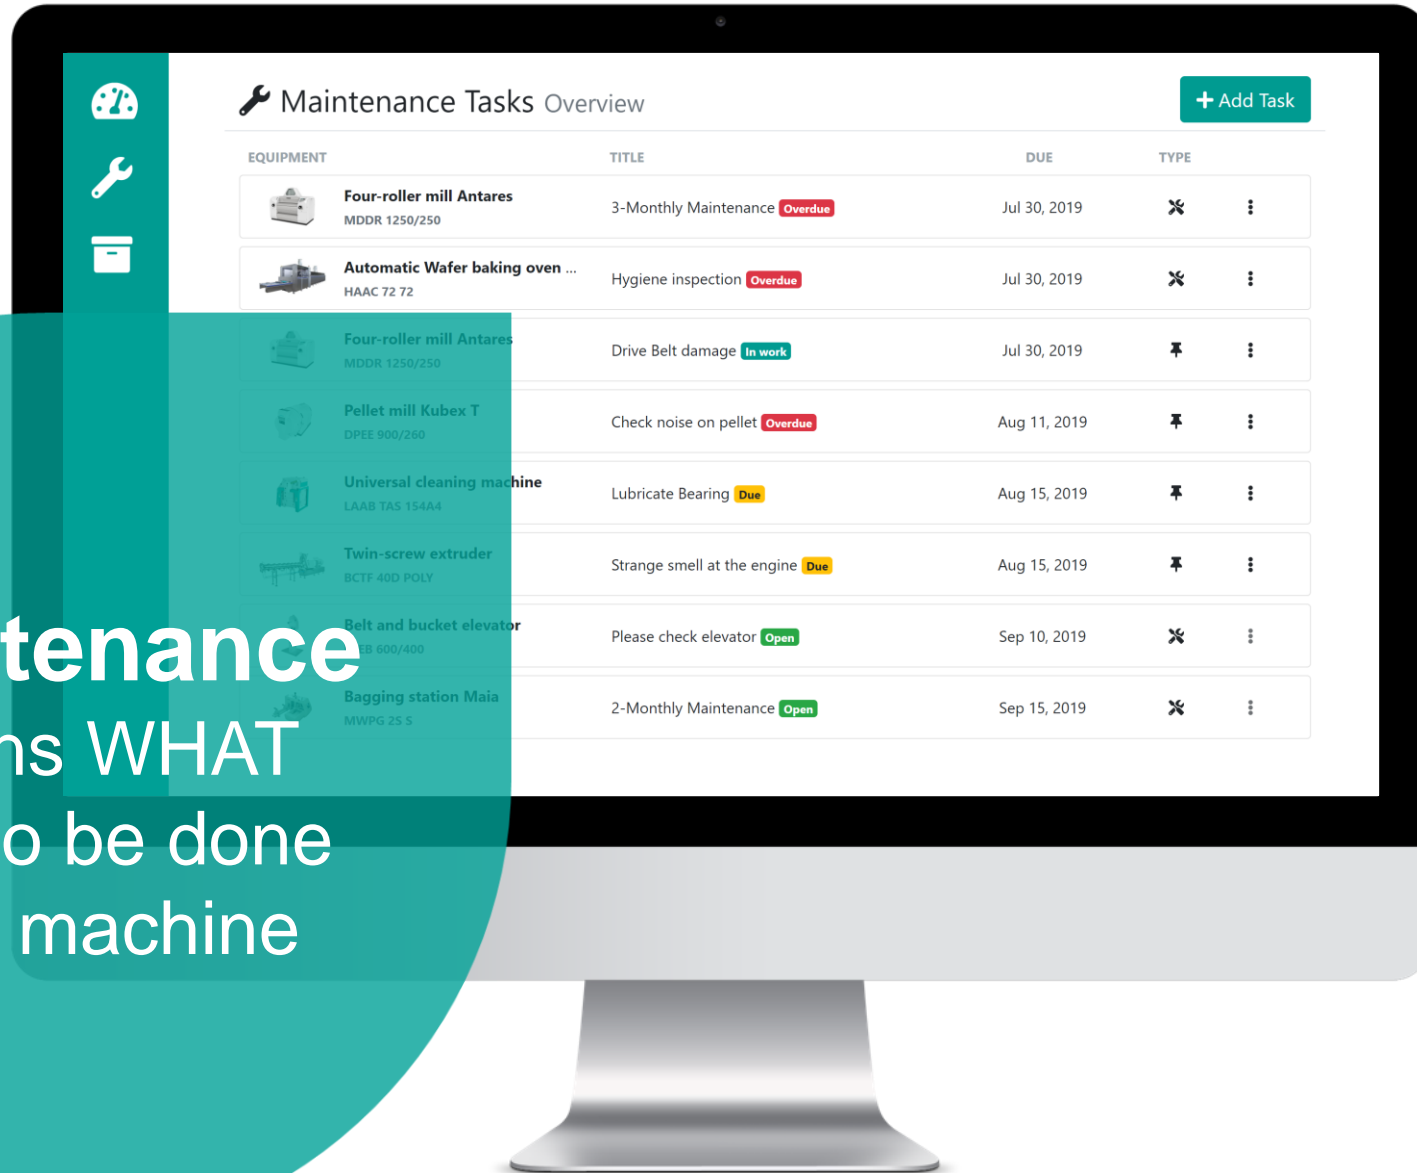 Maintenance Tasks Overview
+ Add Task
EQUIPMENT TITLE DUE TYPE
Four-roller mill Antares
MDDR 1250/250
3-Monthly Maintenance Overdue Jul 30, 2019
Automatic Wafer baking oven ...
HAAC 72 72
Hygiene inspection Overdue Jul 30, 2019
Four-roller mill Antares
MDDR 1250/250
Drive Belt damage In work Jul 30, 2019
Pellet mill Kubex T
DPEE 900/260
Check noise on pellet Overdue Aug 11, 2019
Universal cleaning machine
LAAB TAS 154A4
Lubricate Bearing Due Aug 15, 2019
Twin-screw extruder
BCTF 40D POLY
Strange smell at the engine Due Aug 15, 2019
Belt and bucket elevator
EB 600/400
Please check elevator Open Sep 10, 2019
Bagging station Maia
MWPG 25 S
2-Monthly Maintenance Open Sep 15, 2019
tenance
ns WHAT
o be done
machine